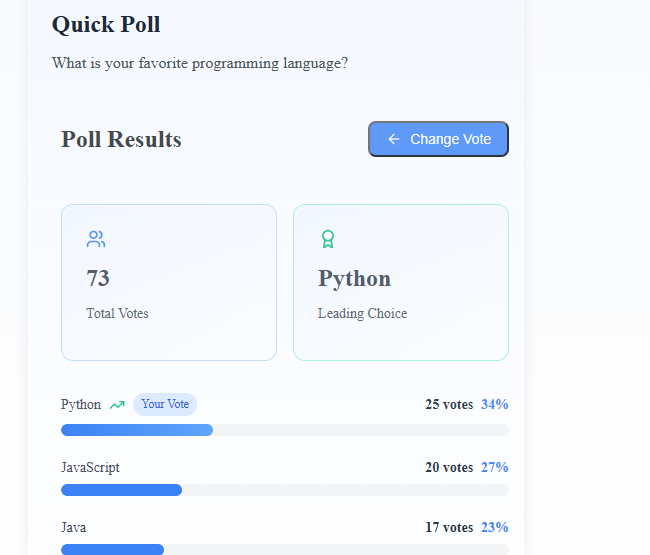 Quick Poll
What is your favorite programming language?
Poll Results
Change Vote
73
Total Votes
Python
Leading Choice
Python Your Vote 25 votes 34%
JavaScript 20 votes 27%
Java 17 votes 23%